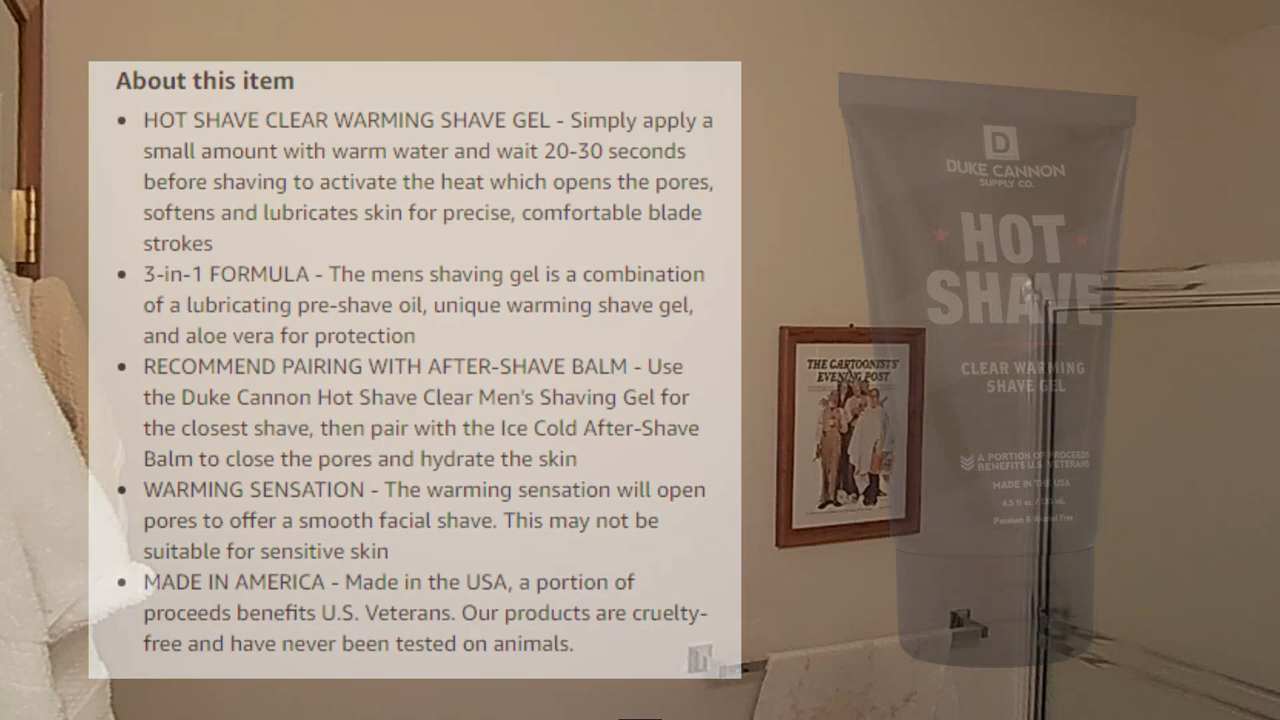 About this item
• HOT SHAVE CLEAR WARMING SHAVE GEL - Simply apply a
small amount with warm water and wait 20-30 seconds
before shaving to activate the heat which opens the pores,
softens and lubricates skin for precise, comfortable blade
strokes
• 3-in-1 FORMULA - The mens shaving gel is a combination
of a lubricating pre-shave oil, unique warming shave gel,
and aloe vera for protection
• RECOMMEND PAIRING WITH AFTER-SHAVE BALM - Use
the Duke Cannon Hot Shave Clear Men's Shaving Gel for
the closest shave, then pair with the Ice Cold After-Shave
Balm to close the pores and hydrate the skin
• WARMING SENSATION - The warming sensation will open
pores to offer a smooth facial shave. This may not be
suitable for sensitive skin
• MADE IN AMERICA - Made in the USA, a portion of
proceeds benefits U.S. Veterans. Our products are cruelty-
free and have never been tested on animals.
THE CARTOONISTS'
EVENING POST
D
DUKE CANNON
SUPPLY CO.
HOT
SHAVE
CLEAR WARMING
SHAVE GEL
A PORTION OF PROCEEDS
BENEFITS U.S. VETERANS
MADE IN THE USA
4.5 fl oz. / mL
Paraben & Alcohol Free